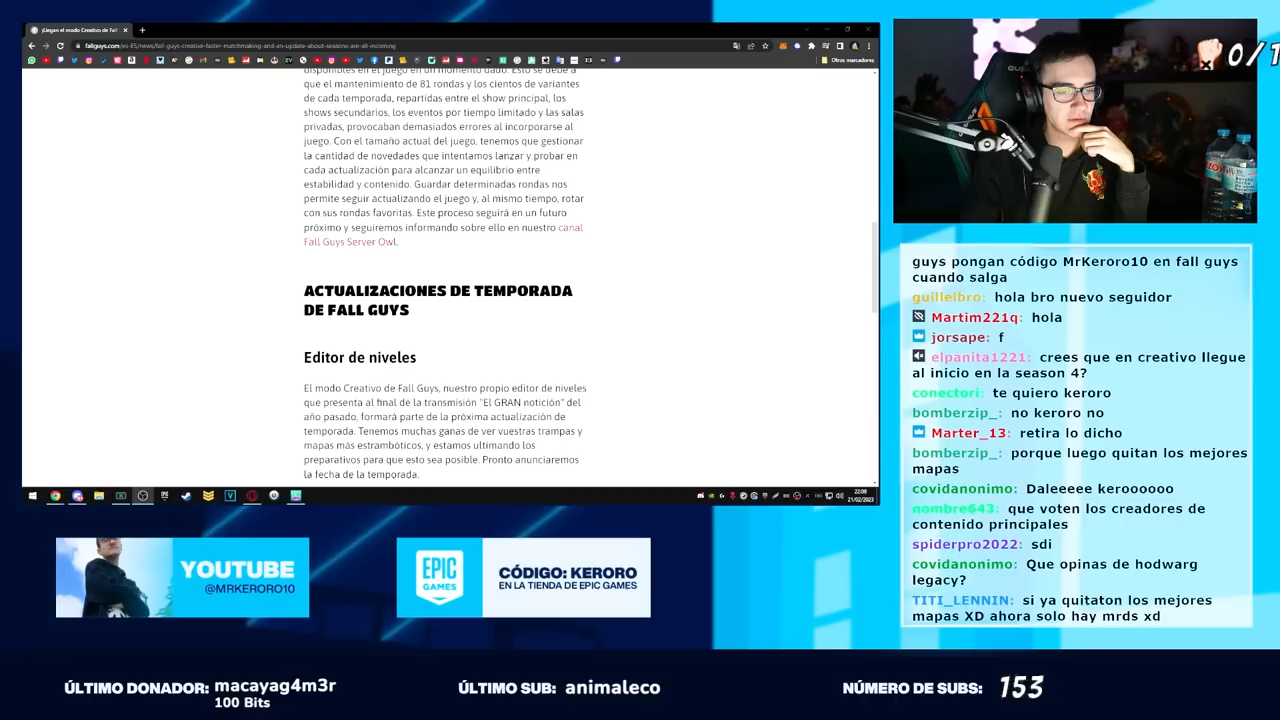 ¡Llegan el modo Creativo de Fal
fallguys.com/es-ES/news/fall-guys-creative-faster-matchmaking-and-an-update-about-seasons-are-all-incoming
Otros marcadores
disponibles en el juego en un momento dado. Esto se debe a
que el mantenimiento de 81 rondas y los cientos de variantes
de cada temporada, repartidas entre el show principal, los
shows secundarios, los eventos por tiempo limitado y las salas
privadas, provocaban demasiados errores al incorporarse al
juego. Con el tamaño actual del juego, tenemos que gestionar
la cantidad de novedades que intentamos lanzar y probar en
cada actualización para alcanzar un equilibrio entre
estabilidad y contenido. Guardar determinadas rondas nos
permite seguir actualizando el juego y, al mismo tiempo, rotar
con sus rondas favoritas. Este proceso seguirá en un futuro
próximo y seguiremos informando sobre ello en nuestro canal
Fall Guys Server Owl.
ACTUALIZACIONES DE TEMPORADA
DE FALL GUYS
Editor de niveles
El modo Creativo de Fall Guys, nuestro propio editor de niveles
que presenta al final de la transmisión "El GRAN notición" del
año pasado, formará parte de la próxima actualización de
temporada. Tenemos muchas ganas de ver vuestras trampas y
mapas más estrambóticos, y estamos ultimando los
preparativos para que esto sea posible. Pronto anunciaremos
la fecha de la temporada.
22:09
21/02/2023
0/1
guys pongan código MrKeroro10 en fall guys
cuando salga
guillelbro: hola bro nuevo seguidor
Martim221q: hola
jorsape: f
elpanita1221: crees que en creativo llegue
al inicio en la season 4?
conectori: te quiero keroro
bomberzip_: no keroro no
Marter_13: retira lo dicho
bomberzip_: porque luego quitan los mejores
mapas
covidanonimo: Daleeeee keroooooo
nombre643: que voten los creadores de
contenido principales
spiderpro2022: sdi
covidanonimo: Que opinas de hodwarg
legacy?
TITI_LENNIN: si ya quitaton los mejores
mapas XD ahora solo hay mrds xd
YOUTUBE
@MRKERORO10
EPIC
GAMES
CÓDIGO: KERORO
EN LA TIENDA DE EPIC GAMES
ÚLTIMO DONADOR: macayag4m3r
100 Bits
ÚLTIMO SUB: animaleco
NÚMERO DE SUBS: 153